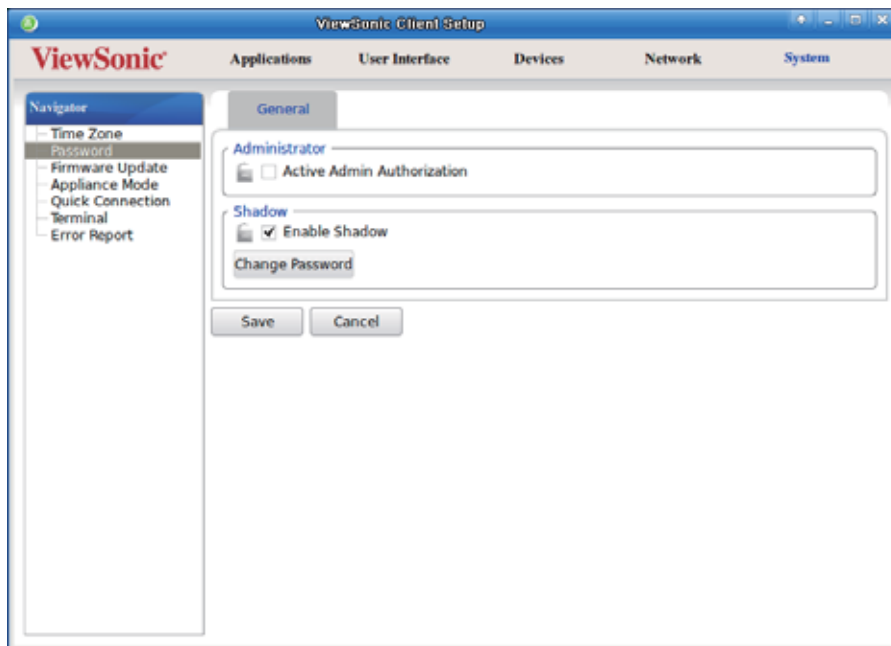 ViewSonic Client Setup
ViewSonic®
Applications User Interface Devices Network System
Navigator
Time Zone
Password
Firmware Update
Appliance Mode
Quick Connection
Terminal
Error Report
General
Administrator
Active Admin Authorization
Shadow
Enable Shadow
Change Password
Save Cancel